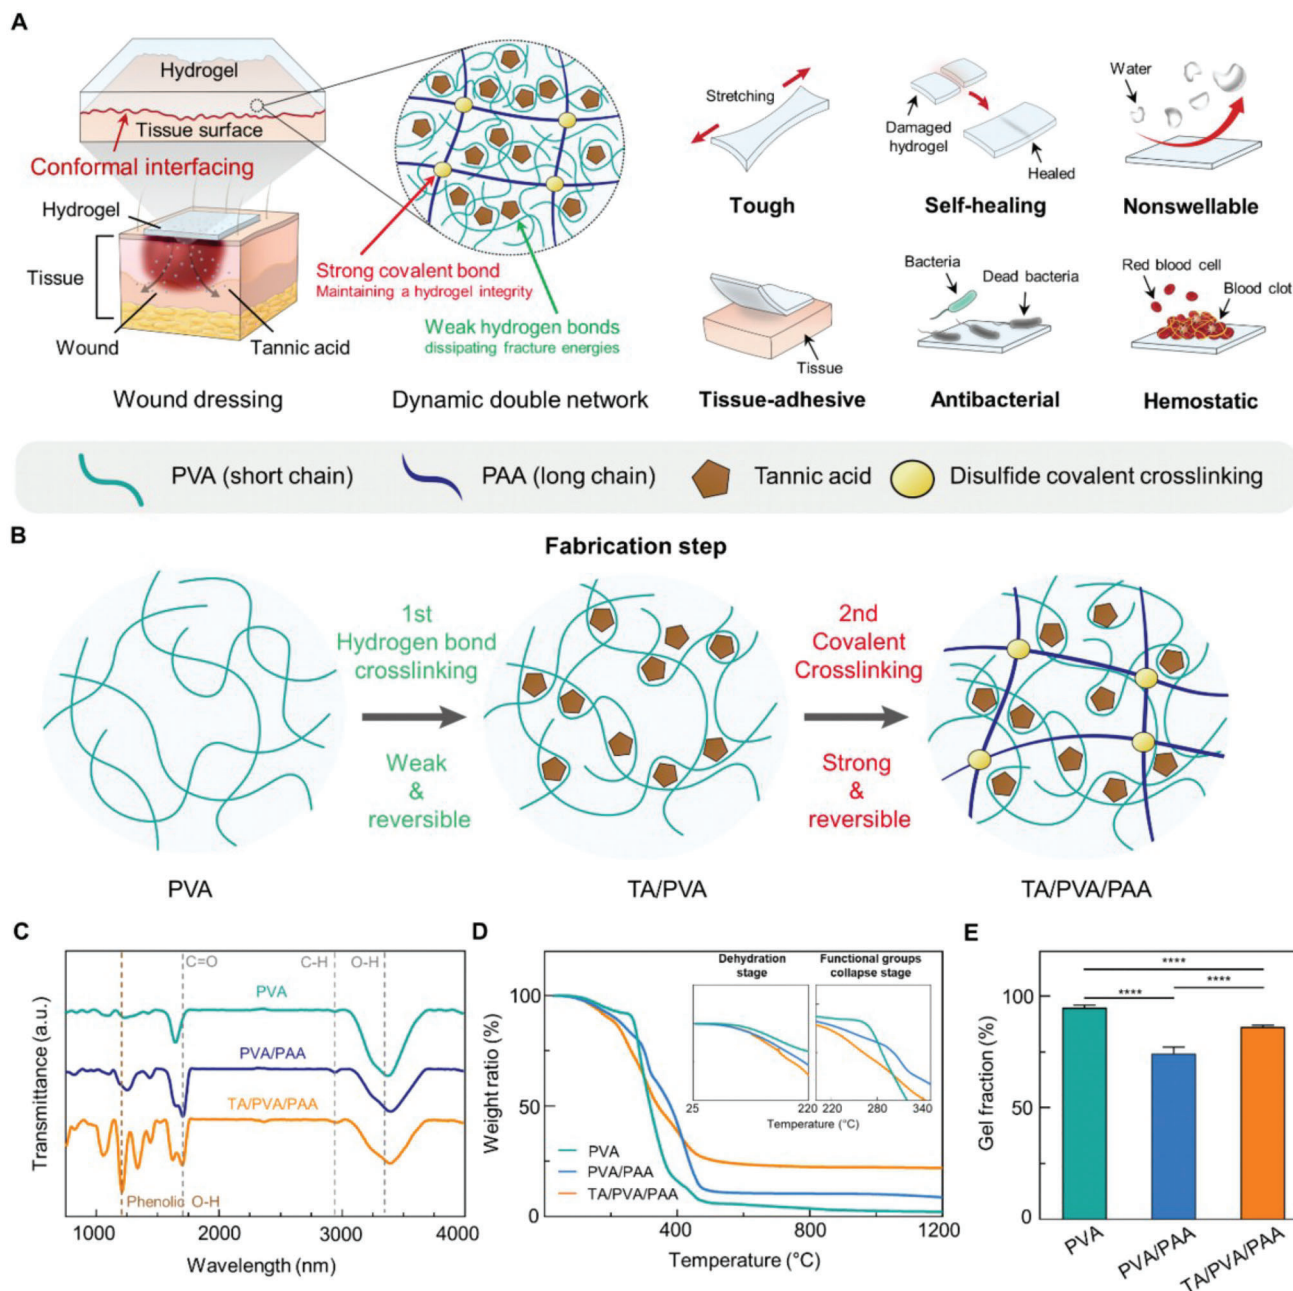 A
Hydrogel
Tissue surface
Conformal interfacing
Hydrogel
Tissue
Wound
Tannic acid
Wound dressing
Strong covalent bond
Maintaining a hydrogel integrity
Weak hydrogen bonds
dissipating fracture energies
Dynamic double network
Stretching
Tough
Damaged
hydrogel
Healed
Self-healing
Water
Nonswellable
Tissue
Tissue-adhesive
Bacteria
Dead bacteria
Antibacterial
Red blood cell
Blood clot
Hemostatic
PVA (short chain)
PAA (long chain)
Tannic acid
Disulfide covalent crosslinking
B
Fabrication step
1st
Hydrogen bond
crosslinking
Weak
&
reversible
2nd
Covalent
Crosslinking
Strong
&
reversible
PVA
TA/PVA
TA/PVA/PAA
C
C=O
C-H
O-H
PVA
PVA/PAA
TA/PVA/PAA
Phenolic O-H
Transmittance (a.u.)
1000 1500 2000 2500 3000 3500 4000
Wavelength (nm)
D
Dehydration
stage
Functional groups
collapse stage
25
220
220
280
340
Temperature (°C)
PVA
PVA/PAA
TA/PVA/PAA
Weight ratio (%)
100
50
0
400
800
1200
Temperature (°C)
E
****
****
****
Gel fraction (%)
100
50
0
PVA
PVA/PAA
TA/PVA/PAA